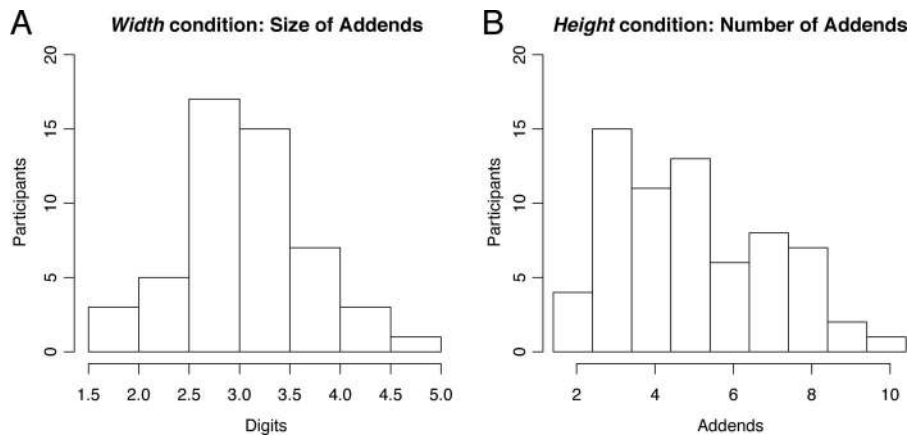 A
Width condition: Size of Addends
20
15
10
5
0
Participants
1.5 2.0 2.5 3.0 3.5 4.0 4.5 5.0
Digits
B
Height condition: Number of Addends
20
15
10
5
0
Participants
2 4 6 8 10
Addends